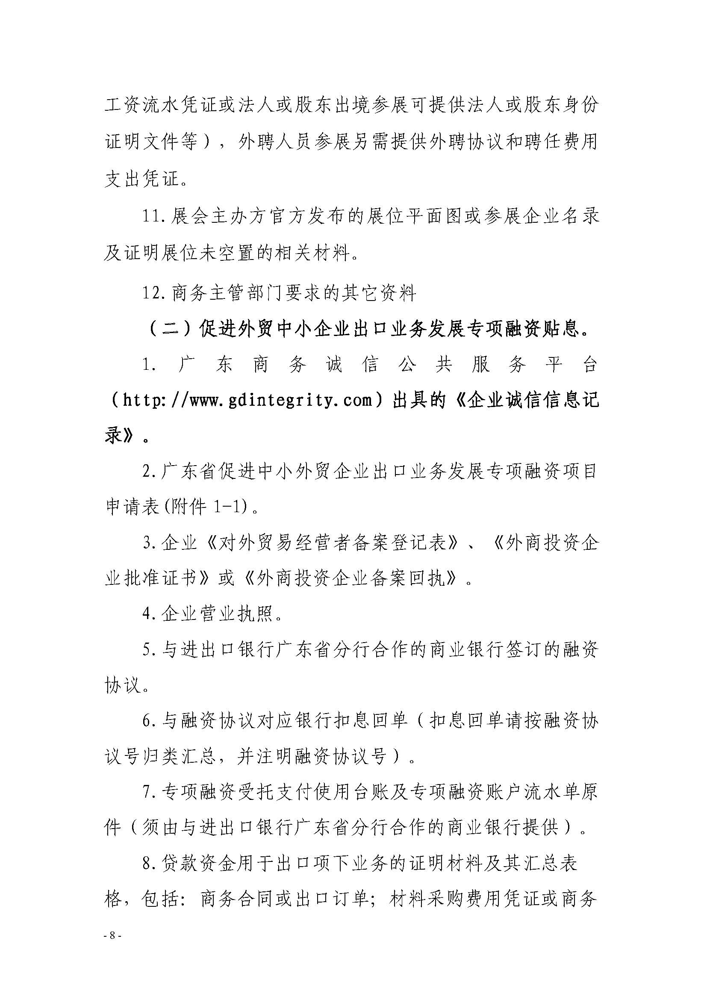 工资流水凭证或法人或股东出境参展可提供法人或股东身份
证明文件等），外聘人员参展另需提供外聘协议和聘任费用
支出凭证。
11.展会主办方官方发布的展位平面图或参展企业名录
及证明展位未空置的相关材料。
12.商务主管部门要求的其它资料
（二）促进外贸中小企业出口业务发展专项融资贴息。
1. 广东商务诚信公共服务平台
（http://www.gdintegrity.com）出具的《企业诚信信息记
录》。
2.广东省促进中小外贸企业出口业务发展专项融资项目
申请表(附件 1-1)。
3.企业《对外贸易经营者备案登记表》、《外商投资企
业批准证书》或《外商投资企业备案回执》。
4.企业营业执照。
5.与进出口银行广东省分行合作的商业银行签订的融资
协议。
6.与融资协议对应银行扣息回单（扣息回单请按融资协
议号归类汇总，并注明融资协议号）。
7.专项融资受托支付使用台账及专项融资账户流水单原
件（须由与进出口银行广东省分行合作的商业银行提供）。
8.贷款资金用于出口项下业务的证明材料及其汇总表
格，包括：商务合同或出口订单；材料采购费用凭证或商务
- 8 -